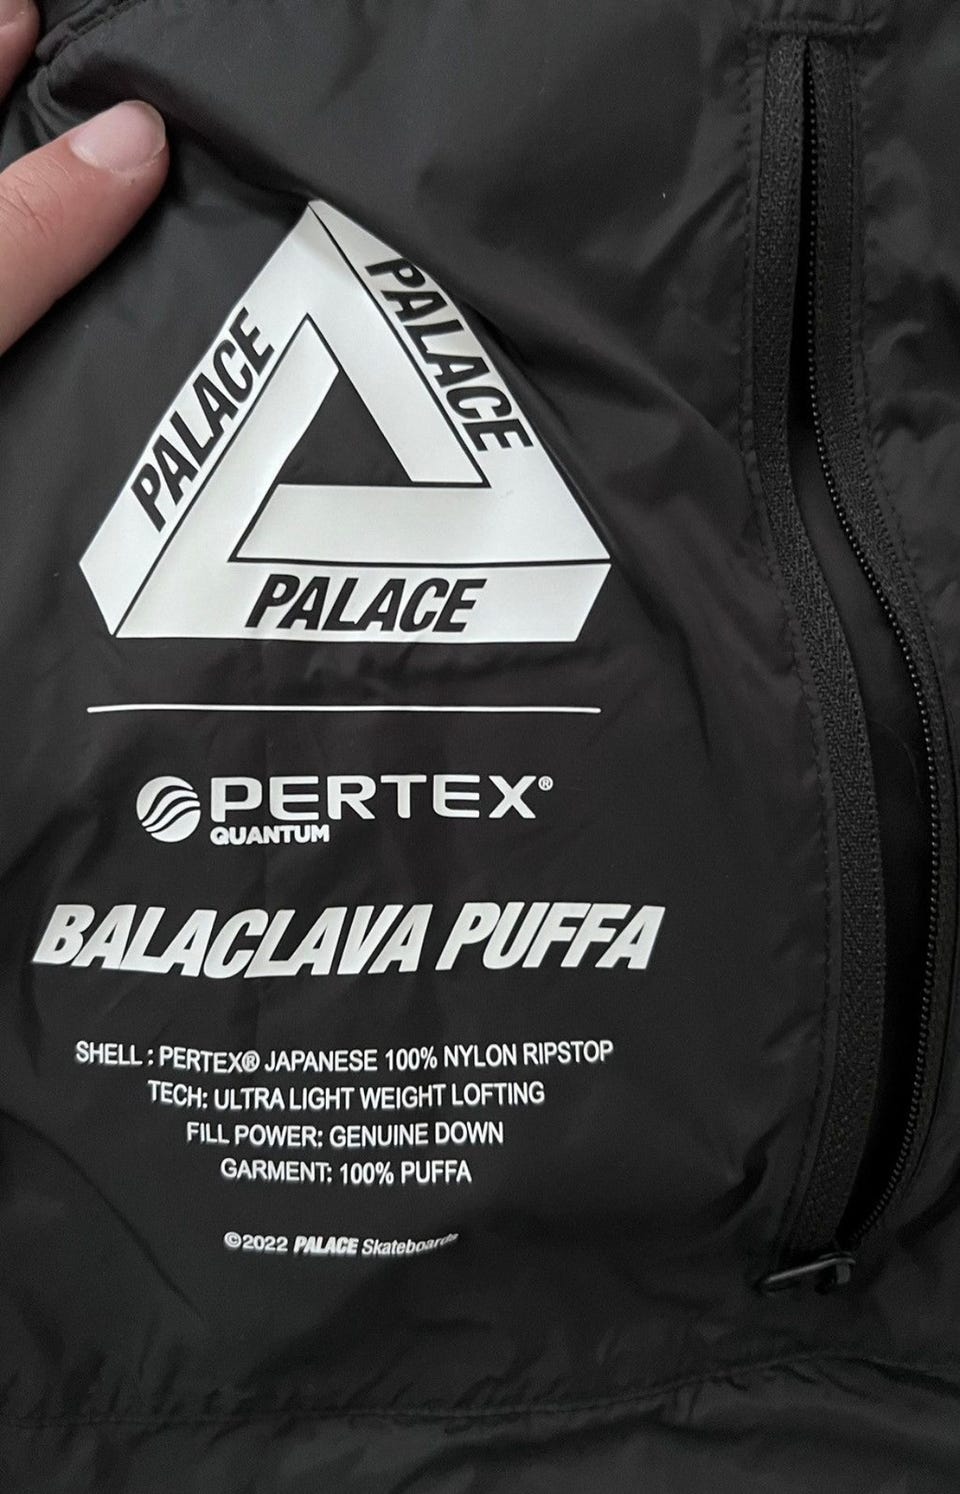 PALACE
PALACE
PALACE
PERTEX®
QUANTUM
BALACLAVA PUFFA
SHELL : PERTEX® JAPANESE 100% NYLON RIPSTOP
TECH: ULTRA LIGHT WEIGHT LOFTING
FILL POWER: GENUINE DOWN
GARMENT: 100% PUFFA
©2022 PALACE Skateboards